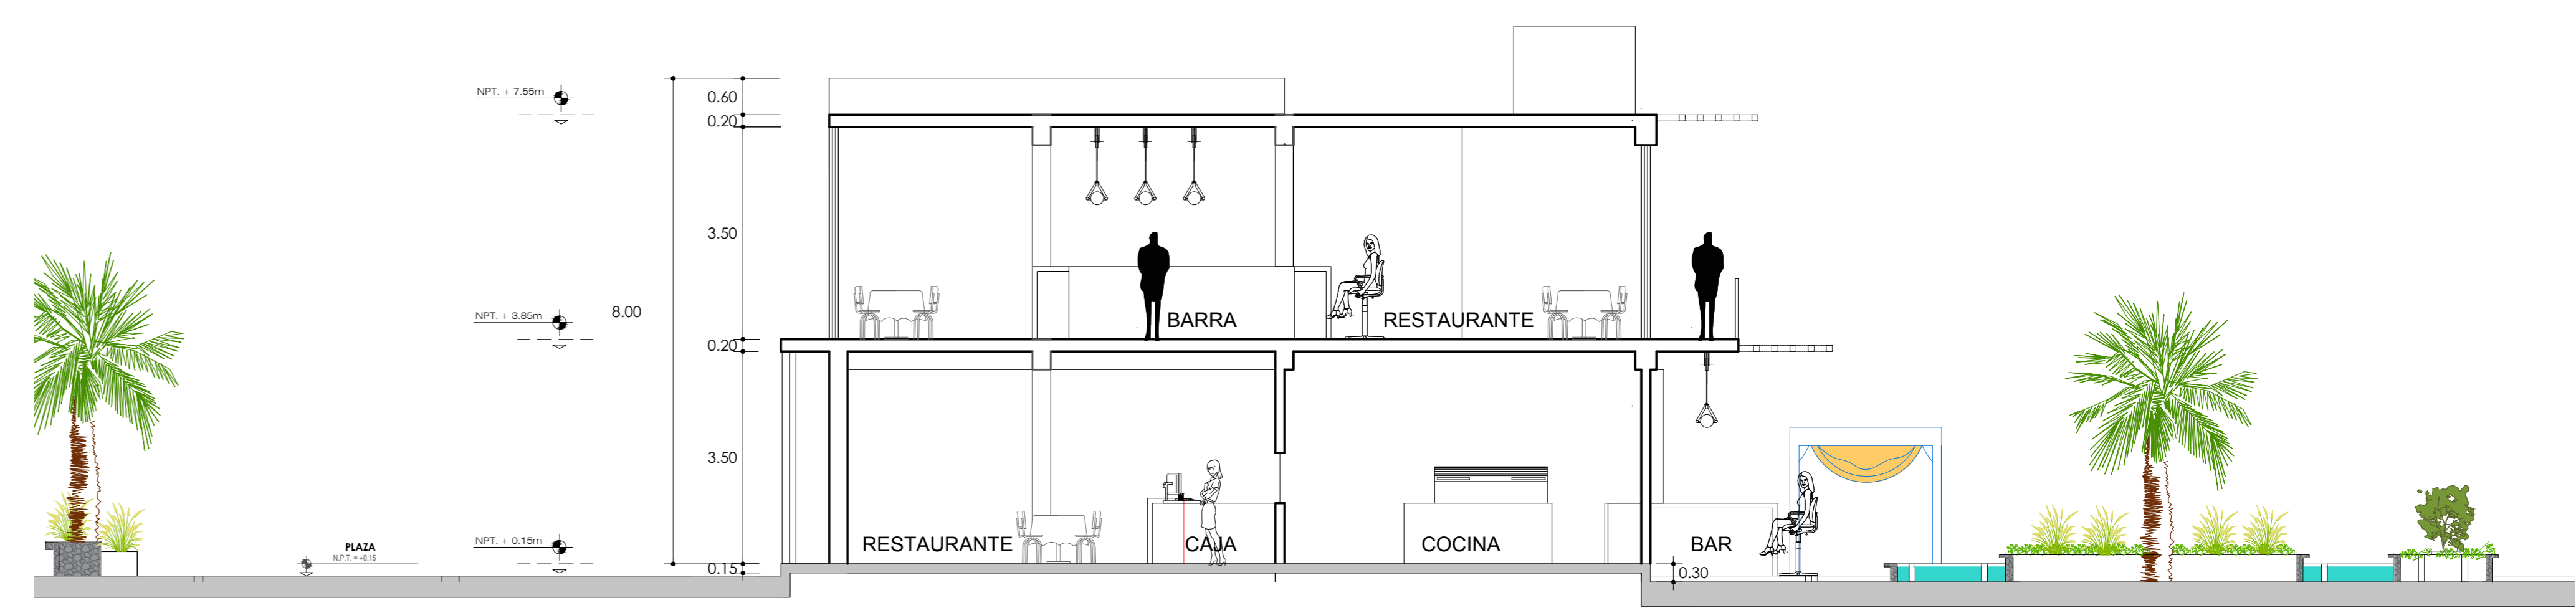 NPT. + 7.55m
0.60
0.20
3.50
NPT. + 3.85m
8.00
BARRA
RESTAURANTE
0.20
3.50
NPT. + 0.15m
PLAZA
N.P.T. = +0.15
RESTAURANTE
CAJA
COCINA
BAR
0.15
0.30